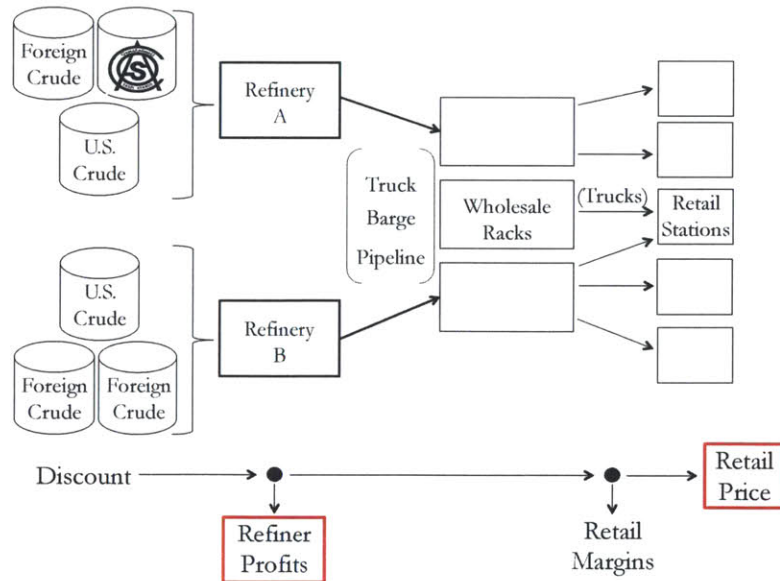 Foreign
Crude
U.S.
Crude
Refinery
A
Truck
Barge
Pipeline
Wholesale
Racks
(Trucks)
Retail
Stations
U.S.
Crude
Foreign
Crude
Foreign
Crude
Refinery
B
Discount
Refiner
Profits
Retail
Margins
Retail
Price